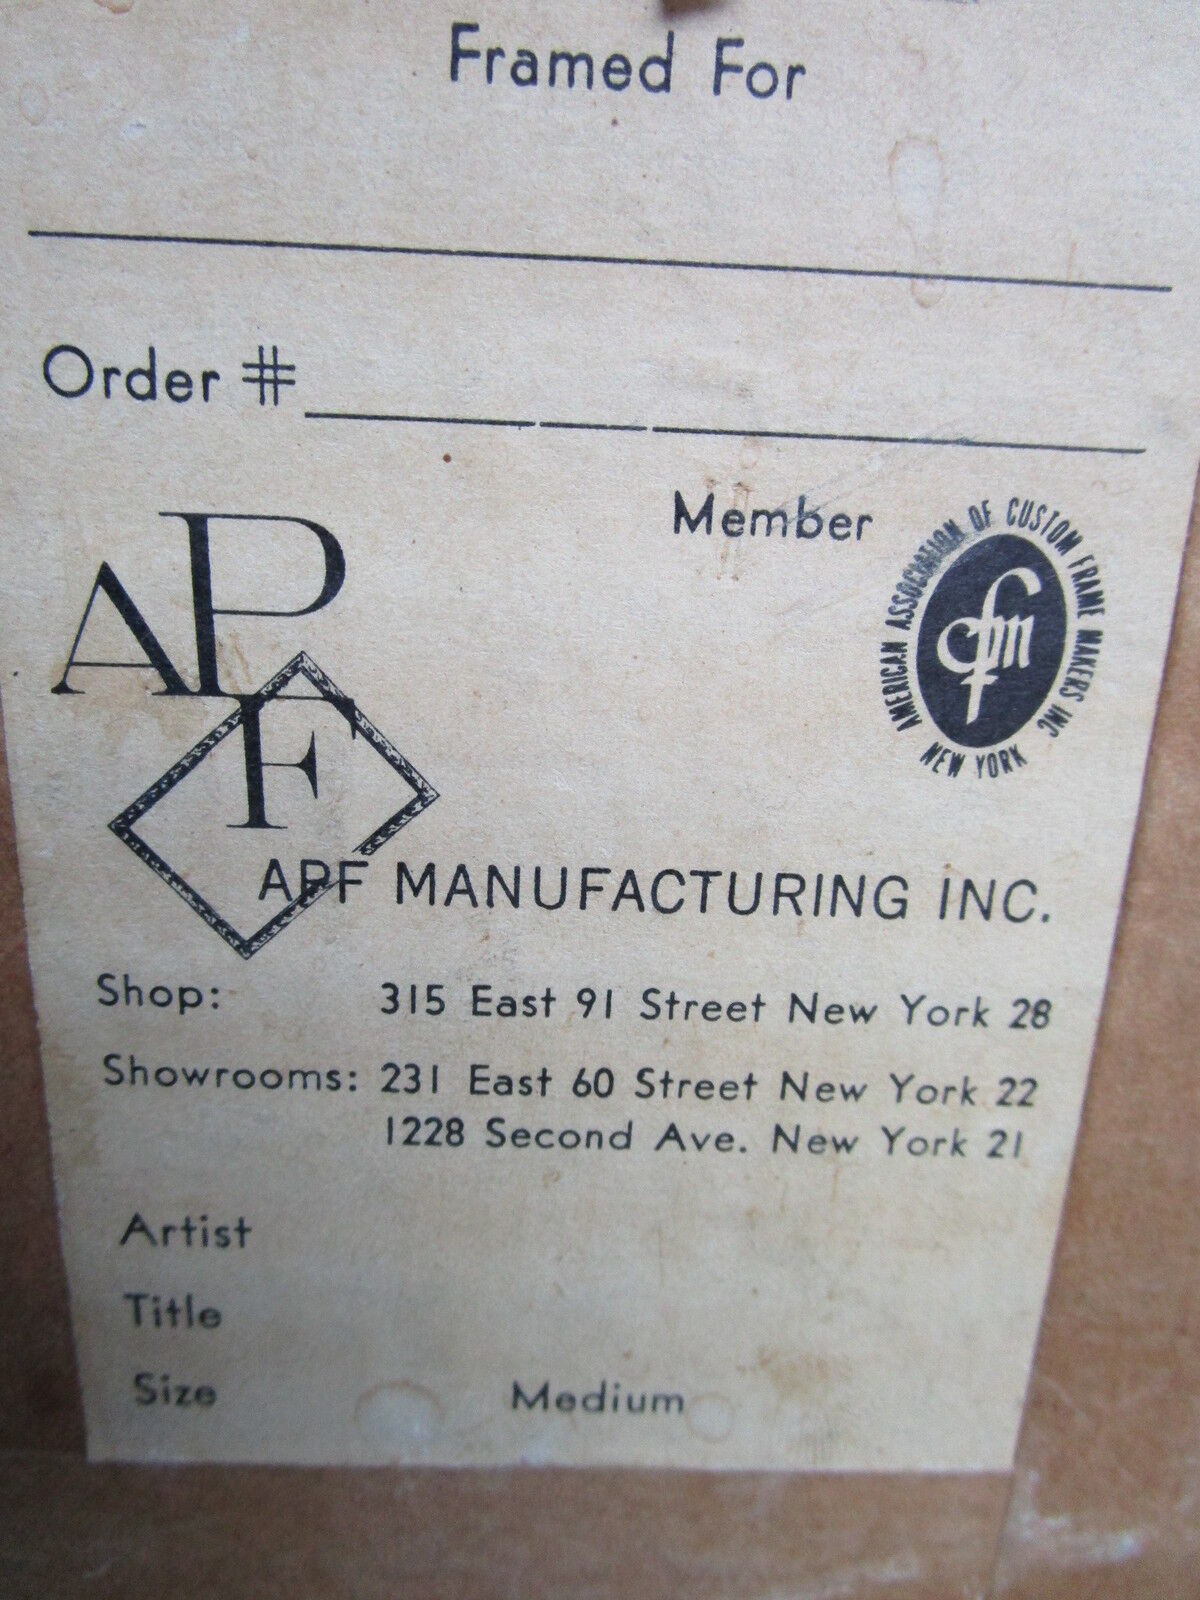 Framed For
Order #
Member
AMERICAN ASSOCIATION OF CUSTOM FRAME MAKERS INC
NEW YORK
cfm
APF
APF MANUFACTURING INC.
Shop: 315 East 91 Street New York 28
Showrooms: 231 East 60 Street New York 22
1228 Second Ave. New York 21
Artist
Title
Size Medium